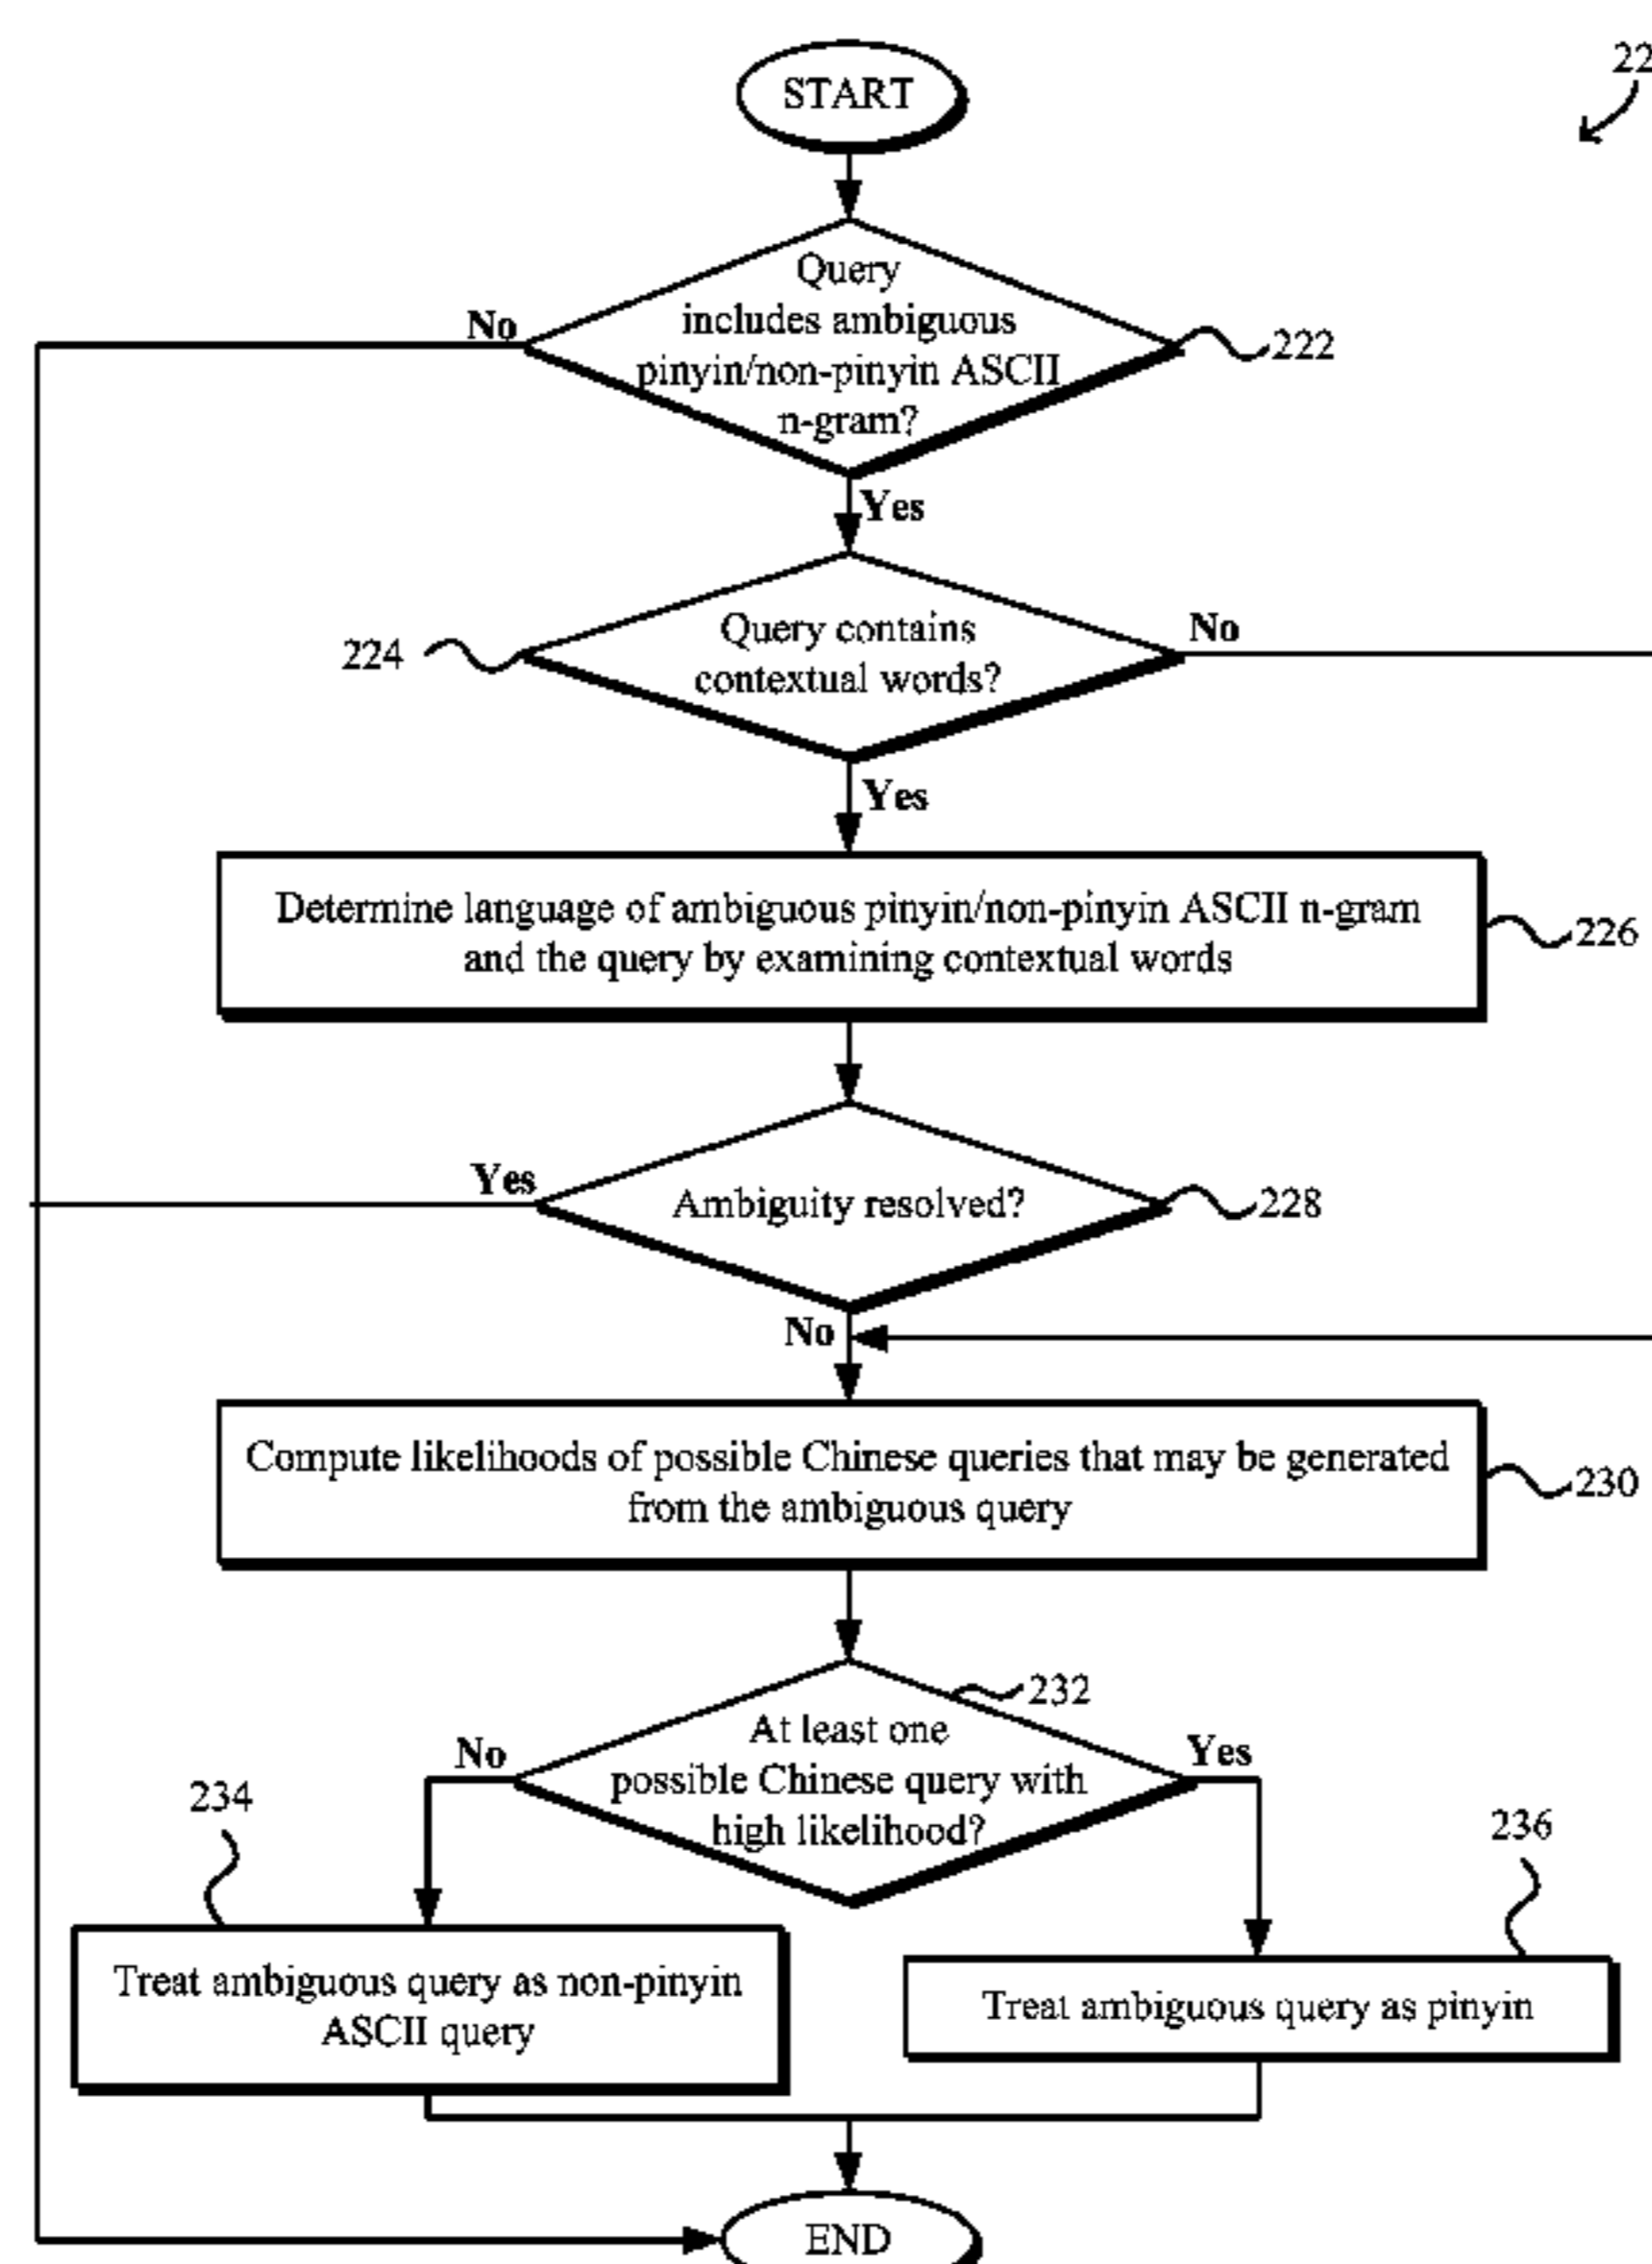 START
22
Query
includes ambiguous
pinyin/non-pinyin ASCII
n-gram?
No
222
Yes
Query contains
contextual words?
No
224
Yes
Determine language of ambiguous pinyin/non-pinyin ASCII n-gram
and the query by examining contextual words
226
Yes
Ambiguity resolved?
228
No
Compute likelihoods of possible Chinese queries that may be generated
from the ambiguous query
230
232
At least one
possible Chinese query with
high likelihood?
No
Yes
234
236
Treat ambiguous query as non-pinyin
ASCII query
Treat ambiguous query as pinyin
END